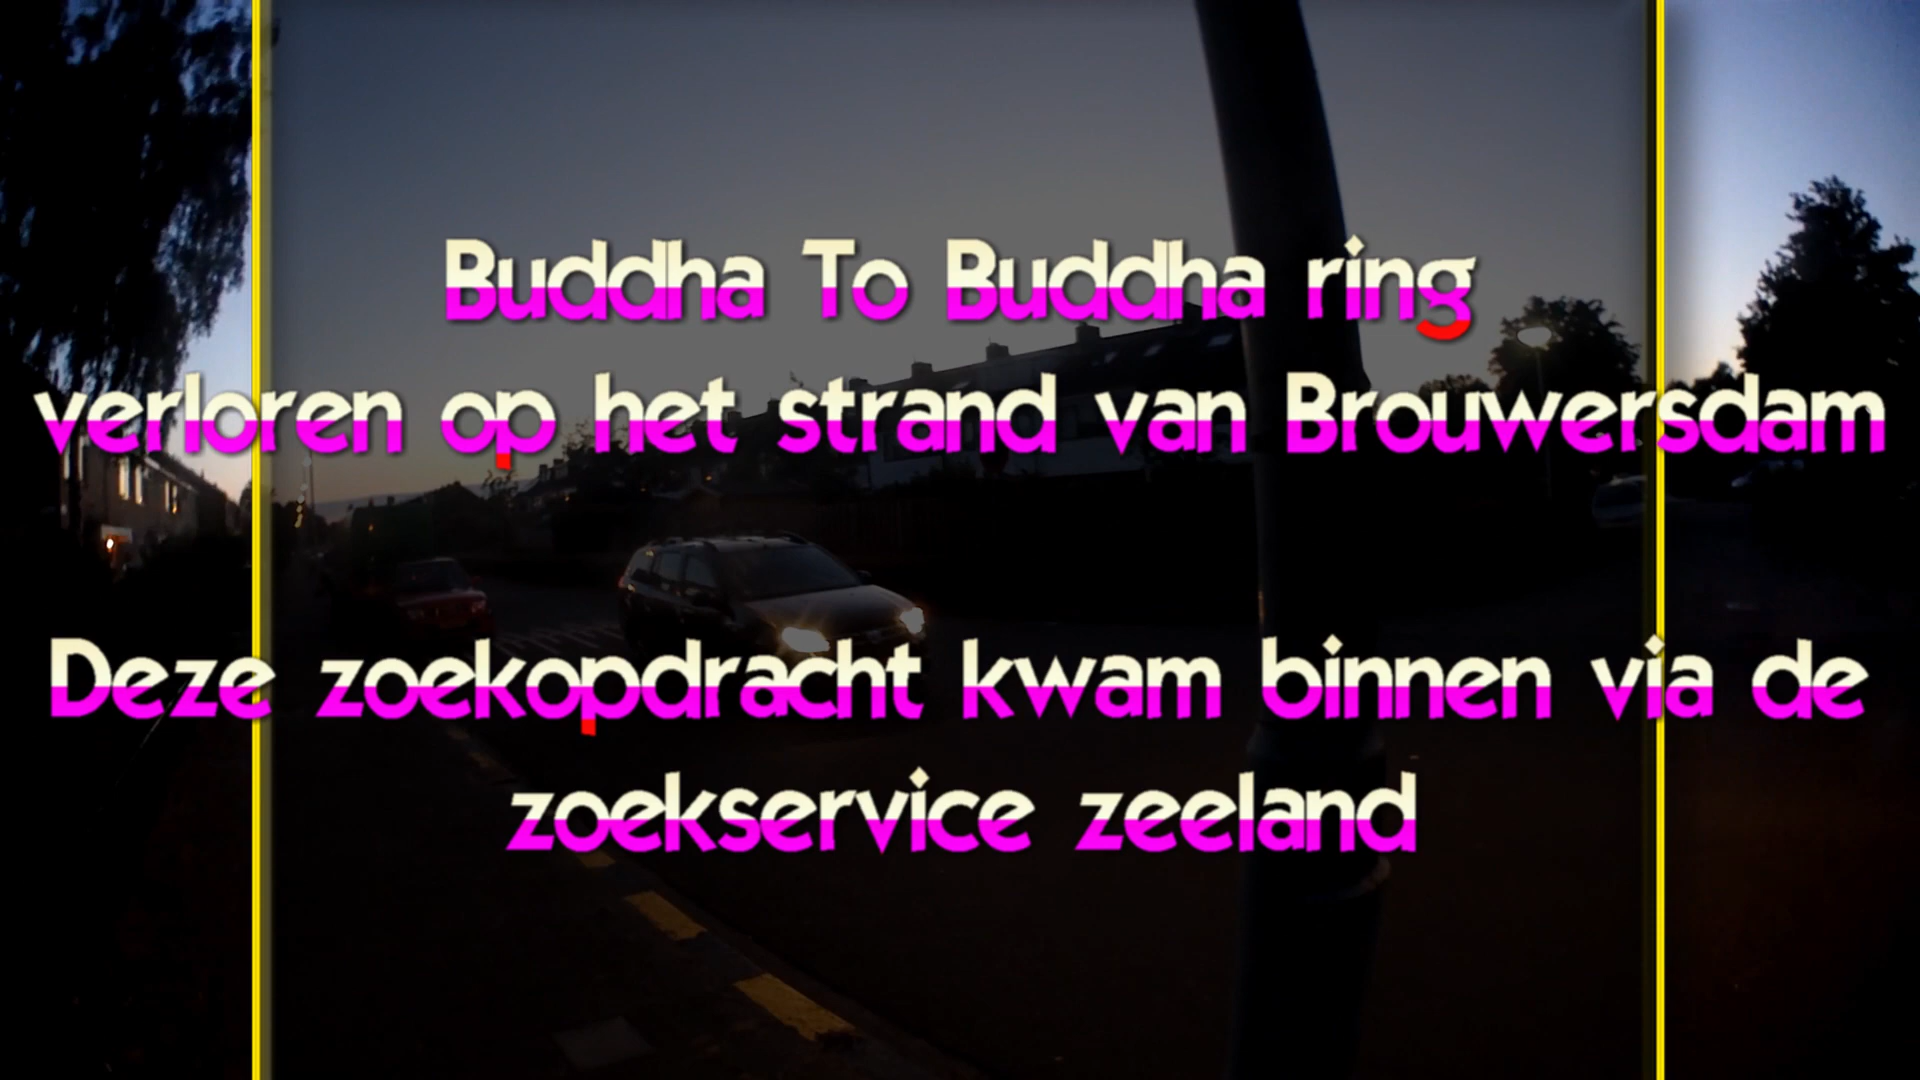 Buddha To Buddha ring
verloren op het strand van Brouwersdam
Deze zoekopdracht kwam binnen via de
zoekservice zeeland